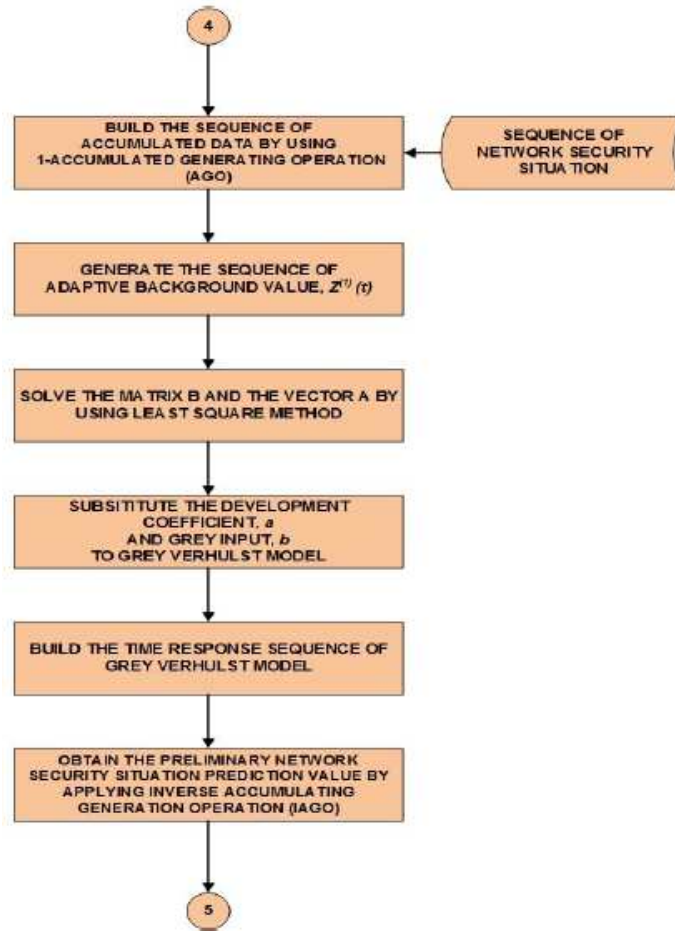 4
BUILD THE SEQUENCE OF
ACCUMULATED DATA BY USING
1-ACCUMULATED GENERATING OPERATION
(AGO)
SEQUENCE OF
NETWORK SECURITY
SITUATION
GENERATE THE SEQUENCE OF
ADAPTIVE BACKGROUND VALUE, Z⁽¹⁾ (t)
SOLVE THE MATRIX B AND THE VECTOR A BY
USING LEAST SQUARE METHOD
SUBSITITUTE THE DEVELOPMENT
COEFFICIENT, a
AND GREY INPUT, b
TO GREY VERHULST MODEL
BUILD THE TIME RESPONSE SEQUENCE OF
GREY VERHULST MODEL
OBTAIN THE PRELIMINARY NETWORK
SECURITY SITUATION PREDICTION VALUE BY
APPLYING INVERSE ACCUMULATING
GENERATION OPERATION (IAGO)
5